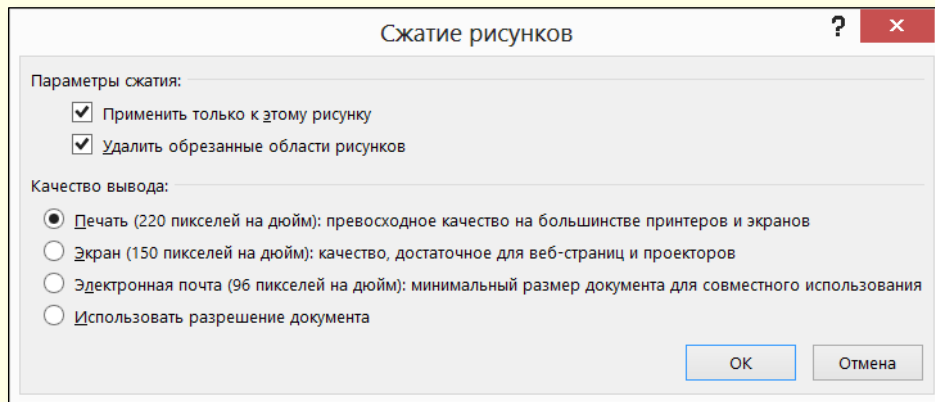 Сжатие рисунков
?
Параметры сжатия:
Применить только к этому рисунку
Удалить обрезанные области рисунков
Качество вывода:
Печать (220 пикселей на дюйм): превосходное качество на большинстве принтеров и экранов
Экран (150 пикселей на дюйм): качество, достаточное для веб-страниц и проекторов
Электронная почта (96 пикселей на дюйм): минимальный размер документа для совместного использования
Использовать разрешение документа
ОК Отмена